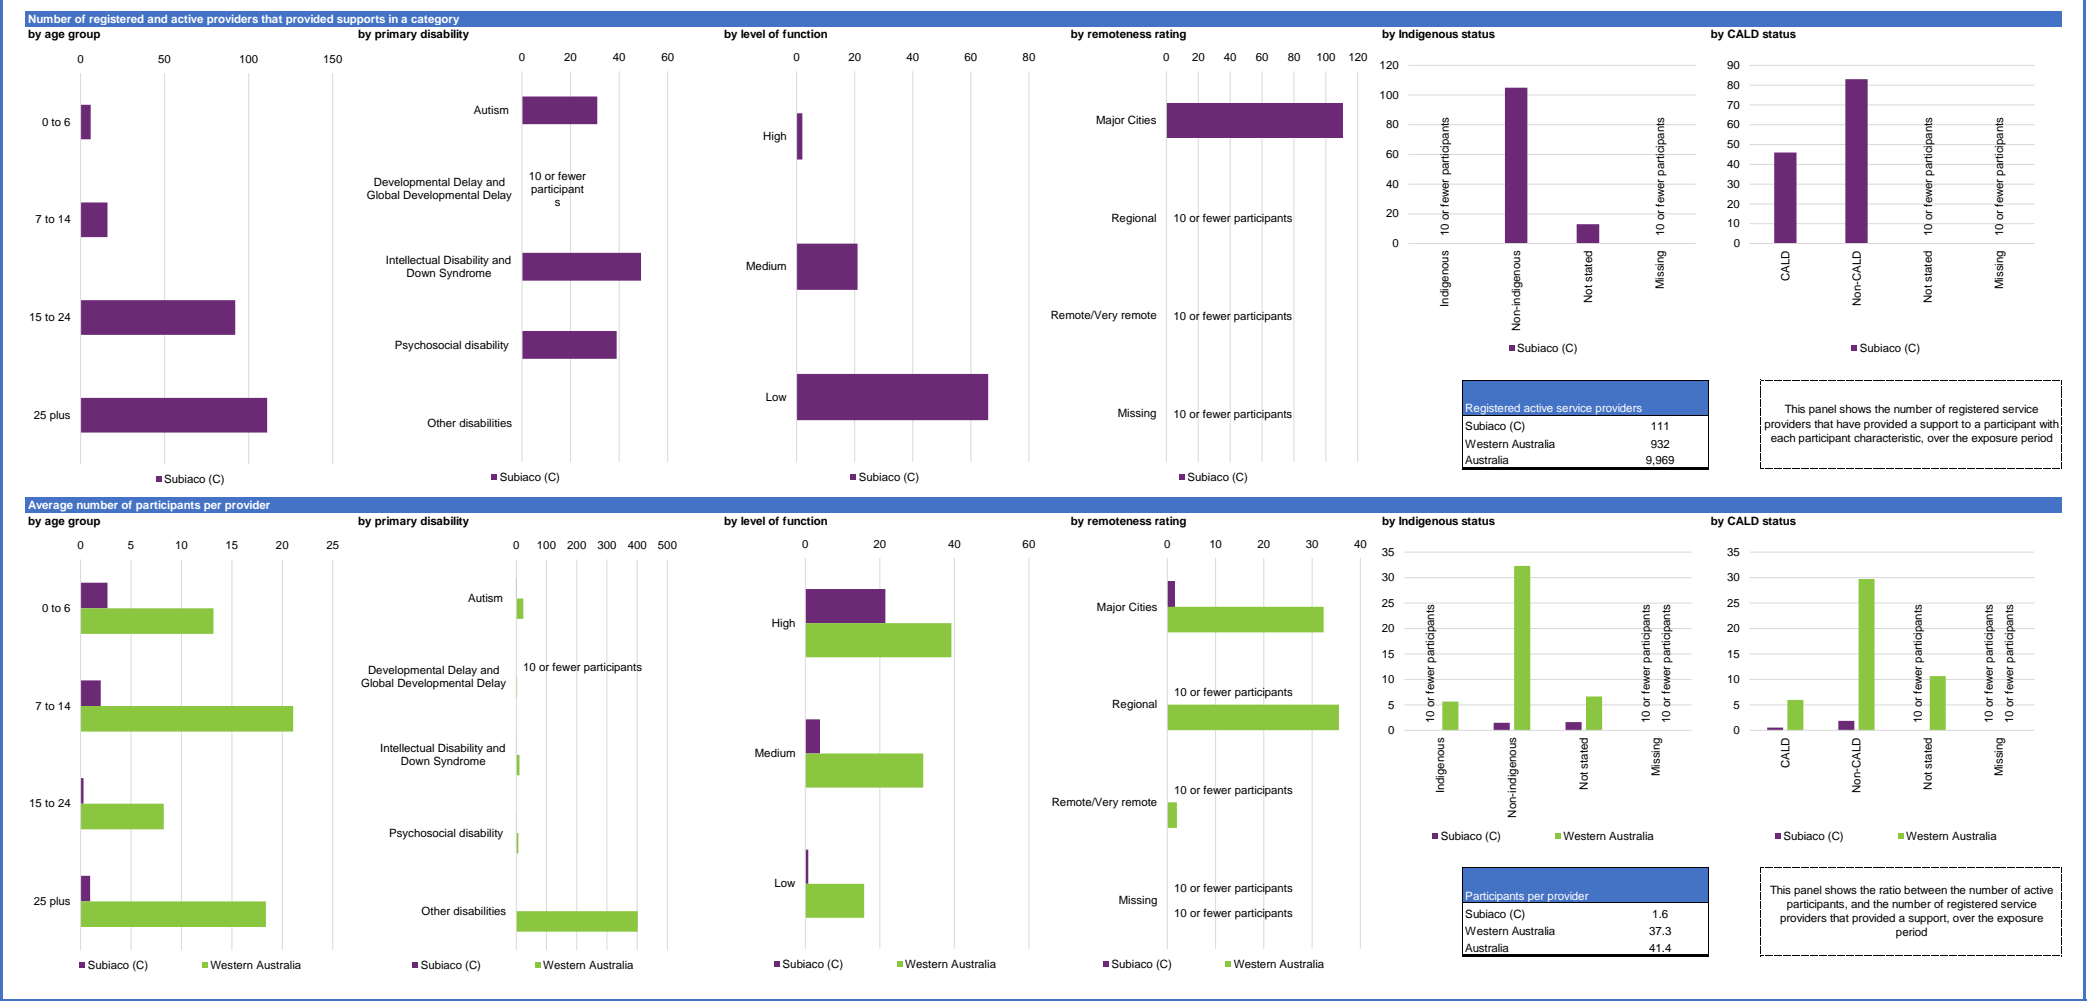 Number of registered and active providers that provided supports in a category
by age group
0 50 100 150
0 to 6
7 to 14
15 to 24
25 plus
Subiaco (C)
by primary disability
0 20 40 60
Autism
Developmental Delay and
Global Developmental Delay
10 or fewer
participant
s
Intellectual Disability and
Down Syndrome
Psychosocial disability
Other disabilities
Subiaco (C)
by level of function
0 20 40 60 80
High
Medium
Low
Subiaco (C)
by remoteness rating
0 20 40 60 80 100 120
Major Cities
Regional 10 or fewer participants
Remote/Very remote 10 or fewer participants
Missing 10 or fewer participants
Subiaco (C)
by Indigenous status
120
100
80
60
40
20
0
10 or fewer participants
10 or fewer participants
Indigenous
Non-indigenous
Not stated
Missing
Subiaco (C)
by CALD status
90
80
70
60
50
40
30
20
10
0
10 or fewer participants
10 or fewer participants
CALD
Non-CALD
Not stated
Missing
Subiaco (C)
Registered active service providers
Subiaco (C) 111
Western Australia 932
Australia 9,969
This panel shows the number of registered service
providers that have provided a support to a participant with
each participant characteristic, over the exposure period
Average number of participants per provider
by age group
0 5 10 15 20 25
0 to 6
7 to 14
15 to 24
25 plus
Subiaco (C) Western Australia
by primary disability
0 100 200 300 400 500
Autism
Developmental Delay and
Global Developmental Delay
10 or fewer participants
Intellectual Disability and
Down Syndrome
Psychosocial disability
Other disabilities
Subiaco (C) Western Australia
by level of function
0 20 40 60
High
Medium
Low
Subiaco (C) Western Australia
by remoteness rating
0 10 20 30 40
Major Cities
10 or fewer participants
Regional
10 or fewer participants
Remote/Very remote
10 or fewer participants
Missing
10 or fewer participants
Subiaco (C) Western Australia
by Indigenous status
35
30
25
20
15
10
5
0
10 or fewer participants
10 or fewer participants
10 or fewer participants
Indigenous
Non-indigenous
Not stated
Missing
Subiaco (C) Western Australia
by CALD status
35
30
25
20
15
10
5
0
10 or fewer participants
10 or fewer participants
10 or fewer participants
CALD
Non-CALD
Not stated
Missing
Subiaco (C) Western Australia
Participants per provider
Subiaco (C) 1.6
Western Australia 37.3
Australia 41.4
This panel shows the ratio between the number of active
participants, and the number of registered service
providers that provided a support, over the exposure
period